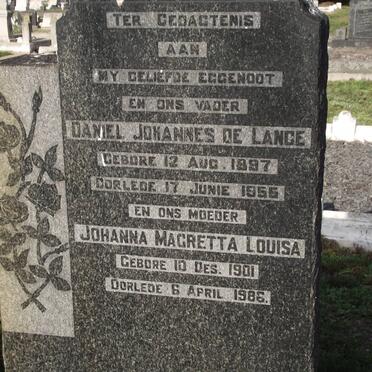 TER GEDAGTENIS
AAN
MY GELIEFDE EGGENOOT
EN ONS VADER
DANIEL JOHANNES DE LANGE
GEBORE 12 AUG. 1897
OORLEDE 17 JUNIE 1956
EN ONS MOEDER
JOHANNA MAGRETTA LOUISA
GEBORE 10 DES. 1901
OORLEDE 6 APRIL 1986.